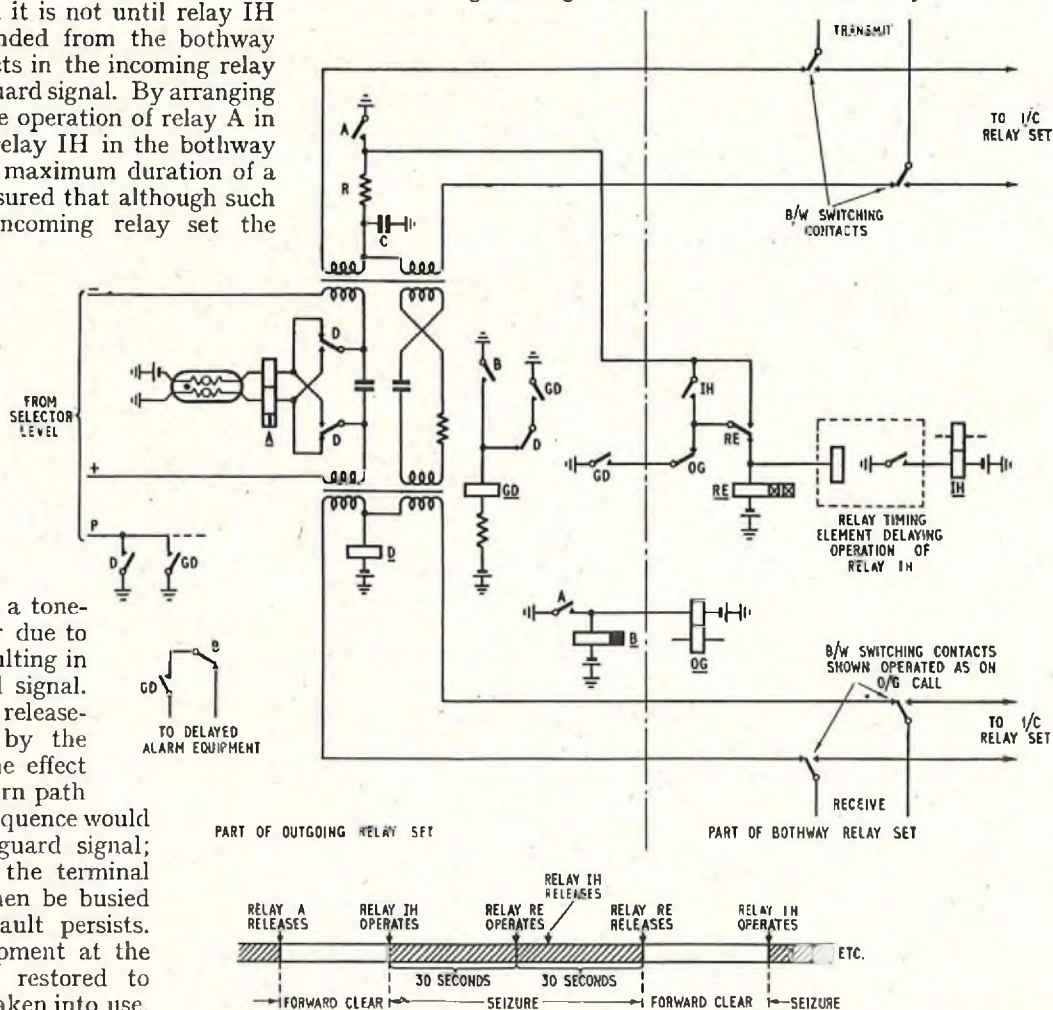 it is not until relay IH
nded from the bothway
cts in the incoming relay
uard signal. By arranging
e operation of relay A in
relay IH in the bothway
maximum duration of a
sured that although such
ncoming relay set the
TRANSMIT
TO I/C
RELAY SET
A
R
C
B/W SWITCHING
CONTACTS
−
D
B
GD
FROM
SELECTOR
LEVEL
A
D
D
IH
RE
+
GD
OG
GD
RE
IH
P
D
GD
D
RELAY TIMING
ELEMENT DELAYING
OPERATION OF
RELAY IH
A
B
OG
a tone-
r due to
ulting in
l signal.
release-
by the
ne effect
rn path
quence would
guard signal;
the terminal
nen be busied
ault persists.
pment at the
restored to
aken into use.
B
GD
TO DELAYED
ALARM EQUIPMENT
B/W SWITCHING CONTACTS
SHOWN OPERATED AS ON
O/G CALL
TO I/C
RELAY SET
RECEIVE
PART OF OUTGOING RELAY SET
PART OF BOTHWAY RELAY SET
RELAY A
RELEASES
RELAY IH
OPERATES
RELAY RE
OPERATES
RELAY IH
RELEASES
RELAY RE
RELEASES
RELAY IH
OPERATES
ETC.
30 SECONDS
30 SECONDS
FORWARD CLEAR
SEIZURE
FORWARD CLEAR
SEIZURE